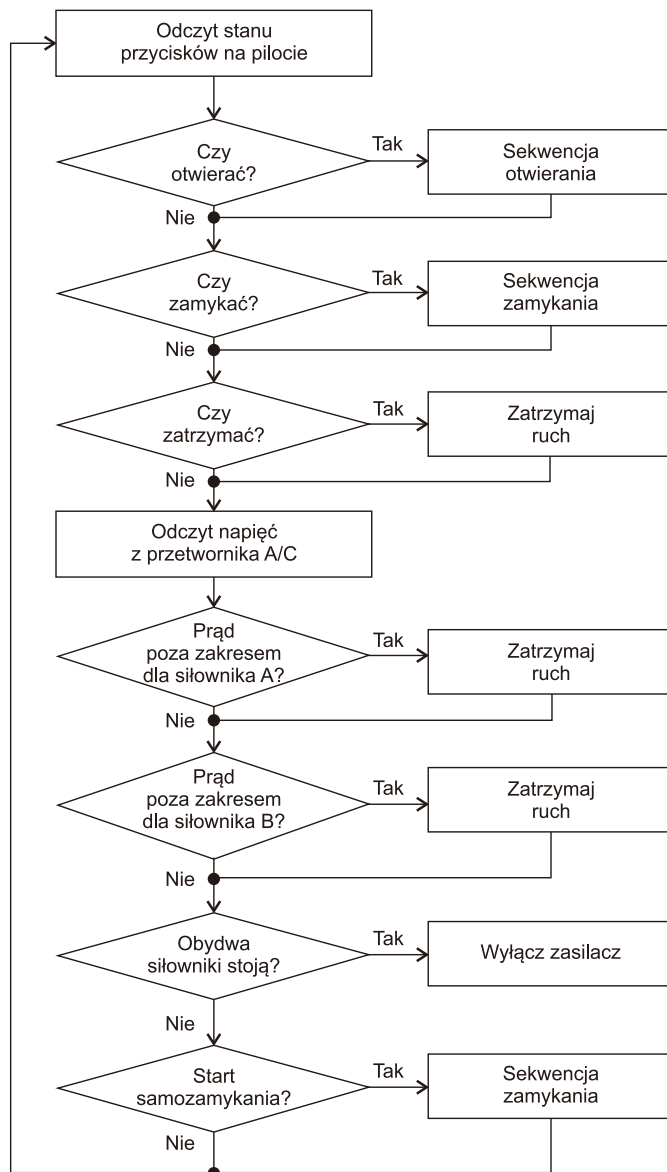 Odczyt stanu
przycisków na pilocie
Czy
otwierać?
Tak
Sekwencja
otwierania
Nie
Czy
zamykać?
Tak
Sekwencja
zamykania
Nie
Czy
zatrzymać?
Tak
Zatrzymaj
ruch
Nie
Odczyt napięć
z przetwornika A/C
Prąd
poza zakresem
dla siłownika A?
Tak
Zatrzymaj
ruch
Nie
Prąd
poza zakresem
dla siłownika B?
Tak
Zatrzymaj
ruch
Nie
Obydwa
siłowniki stoją?
Tak
Wyłącz zasilacz
Nie
Start
samozamykania?
Tak
Sekwencja
zamykania
Nie